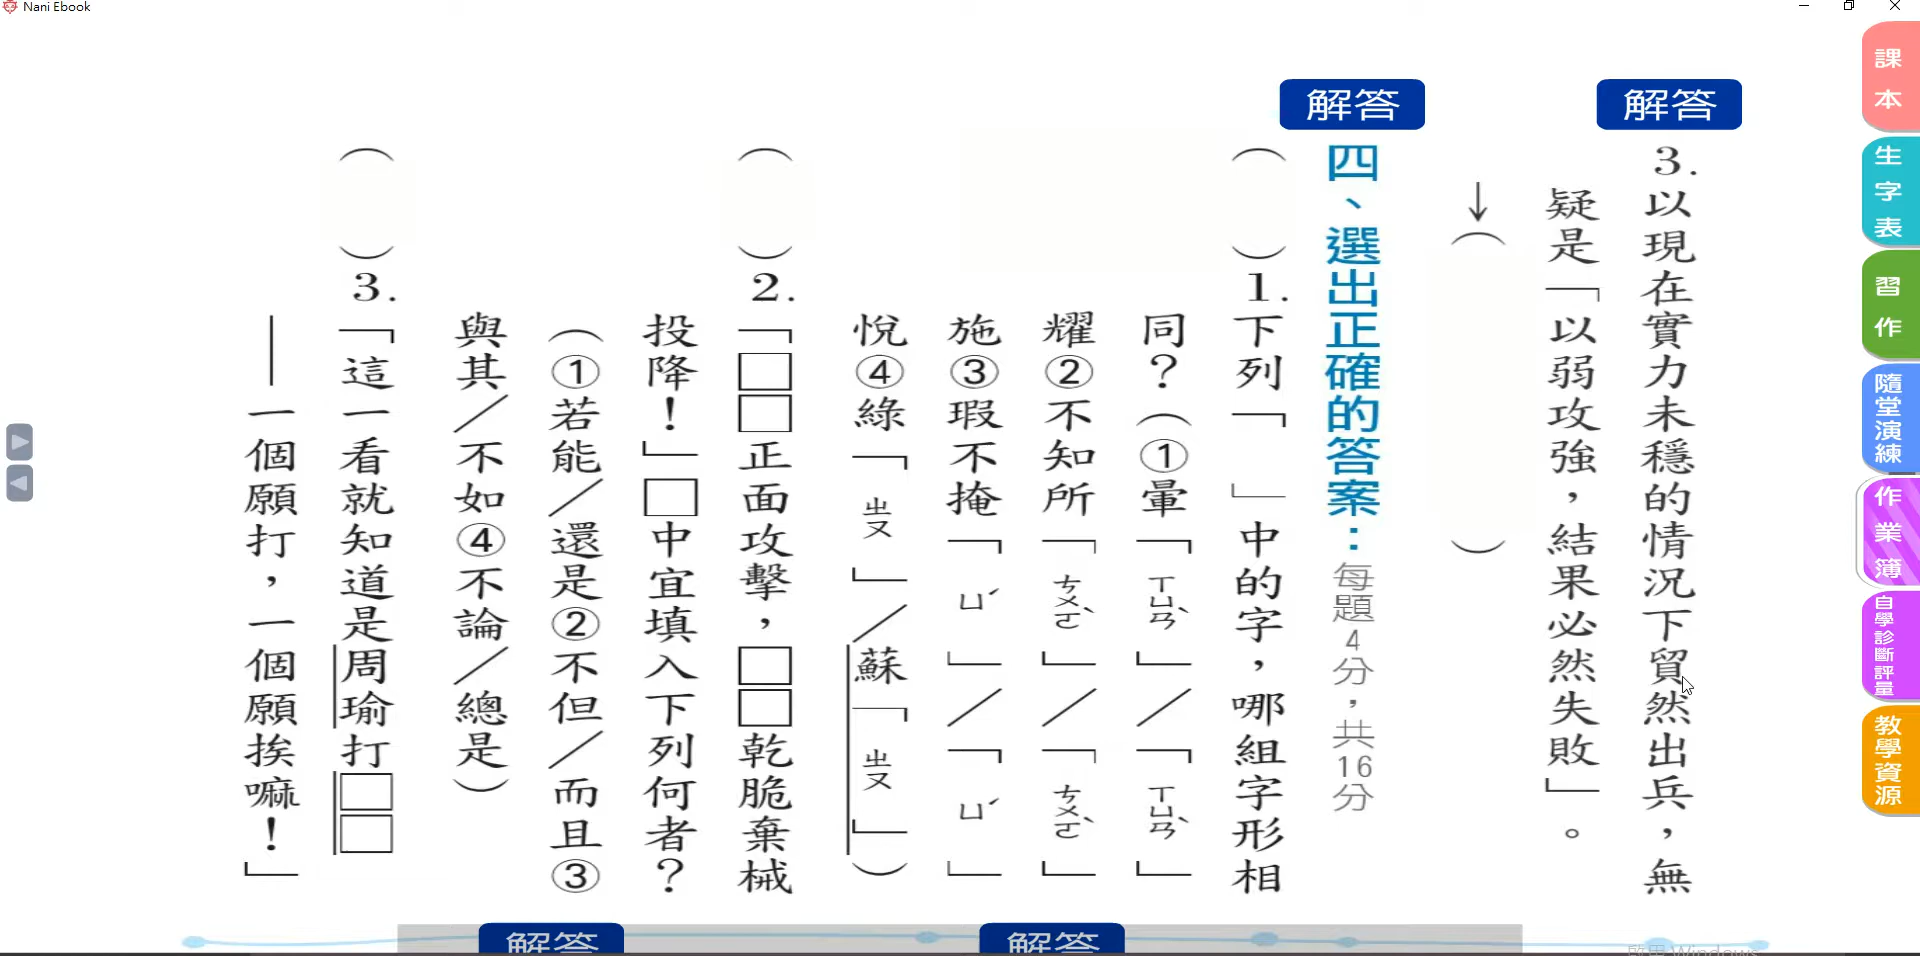 Nani Ebook
解答
解答
3.以現在實力未穩的情況下貿然出兵，無
疑是「以弱攻強，結果必然失敗」。
↓（　）
四、選出正確的答案：每題4分，共16分
（　）1.下列「　」中的字，哪組字形相
同？（①暈「ㄒㄩㄢˋ」／「ㄒㄩㄢˋ」
耀②不知所「ㄘㄨㄛˋ」／「ㄘㄨㄛˋ」
施③瑕不掩「ㄩˊ」／「ㄩˊ」
悅④綠「ㄓㄡ」／蘇「ㄓㄡ」）
（　）2.「□□正面攻擊，□□乾脆棄械
投降！」□中宜填入下列何者？
（①若能／還是②不但／而且③
與其／不如④不論／總是）
（　）3.「這一看就知道是周瑜打□□
——一個願打，一個願挨嘛！」
解答
解答
課本
生字表
習作
隨堂演練
作業簿
自學診斷評量
教學資源
Windows